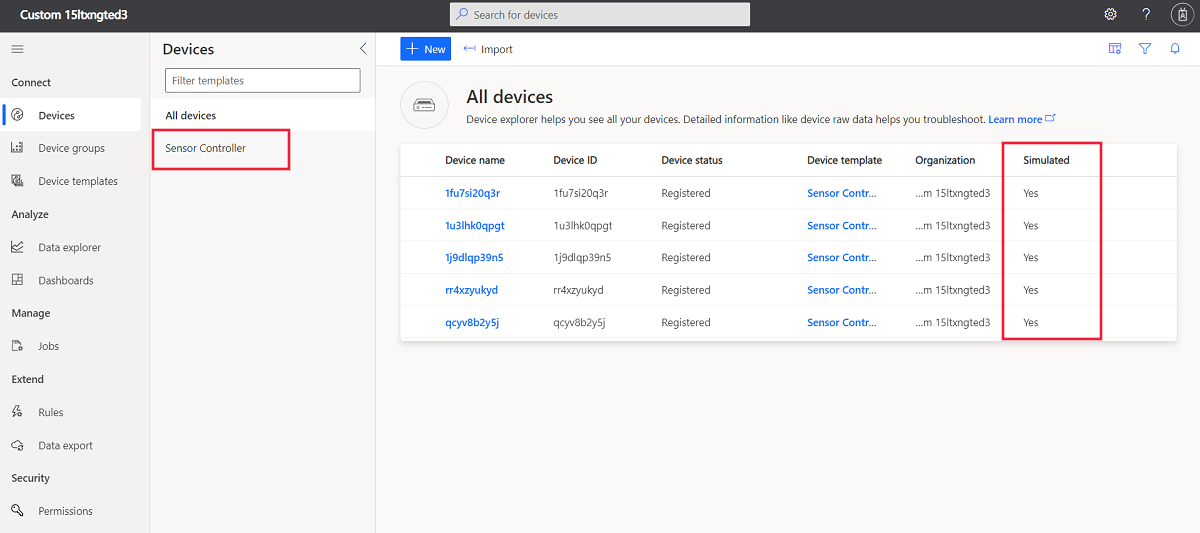 Custom 15ltxngted3
Search for devices
?
Connect
Devices
Device groups
Device templates
Analyze
Data explorer
Dashboards
Manage
Jobs
Extend
Rules
Data export
Security
Permissions
Devices
Filter templates
All devices
Sensor Controller
New
Import
All devices
Device explorer helps you see all your devices. Detailed information like device raw data helps you troubleshoot. Learn more
Device name Device ID Device status Device template Organization Simulated
1fu7si20q3r 1fu7si20q3r Registered Sensor Contr... ...m 15ltxngted3 Yes
1u3lhk0qpgt 1u3lhk0qpgt Registered Sensor Contr... ...m 15ltxngted3 Yes
1j9dlqp39n5 1j9dlqp39n5 Registered Sensor Contr... ...m 15ltxngted3 Yes
rr4xzyukyd rr4xzyukyd Registered Sensor Contr... ...m 15ltxngted3 Yes
qcyv8b2y5j qcyv8b2y5j Registered Sensor Contr... ...m 15ltxngted3 Yes